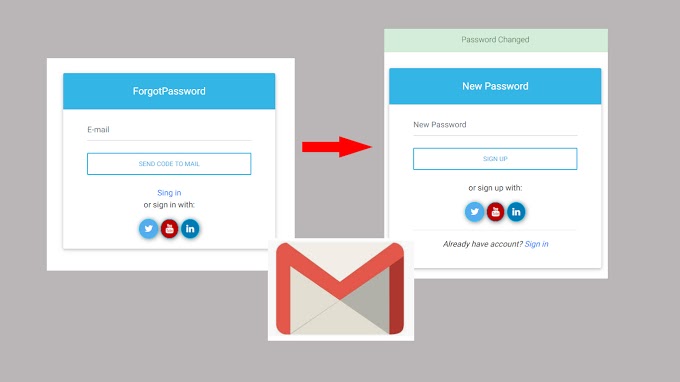 ForgotPassword
E-mail
SEND CODE TO MAIL
Sing in
or sign in with:
Password Changed
New Password
New Password
SIGN UP
or sign up with:
Already have account? Sign in